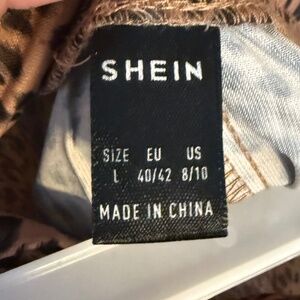 SHEIN
SIZE EU US
L 40/42 8/10
MADE IN CHINA